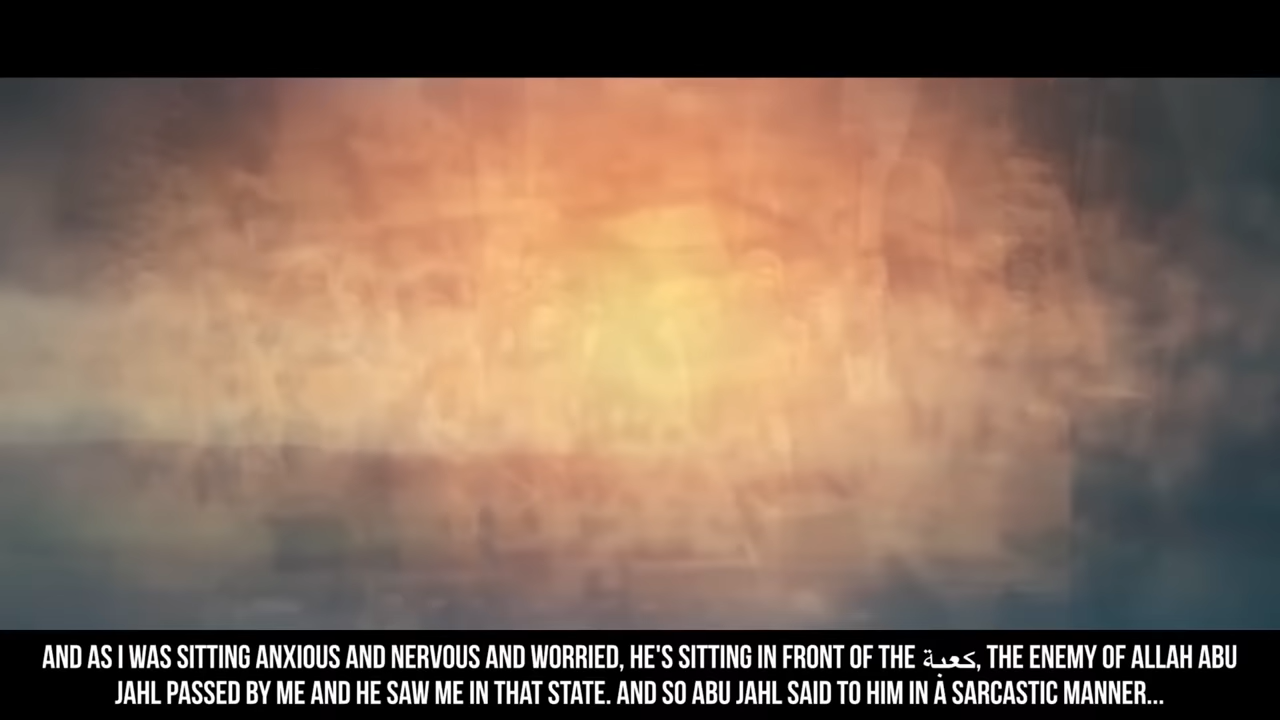 AND AS I WAS SITTING ANXIOUS AND NERVOUS AND WORRIED, HE'S SITTING IN FRONT OF THE كعبة, THE ENEMY OF ALLAH ABU
JAHL PASSED BY ME AND HE SAW ME IN THAT STATE. AND SO ABU JAHL SAID TO HIM IN A SARCASTIC MANNER...